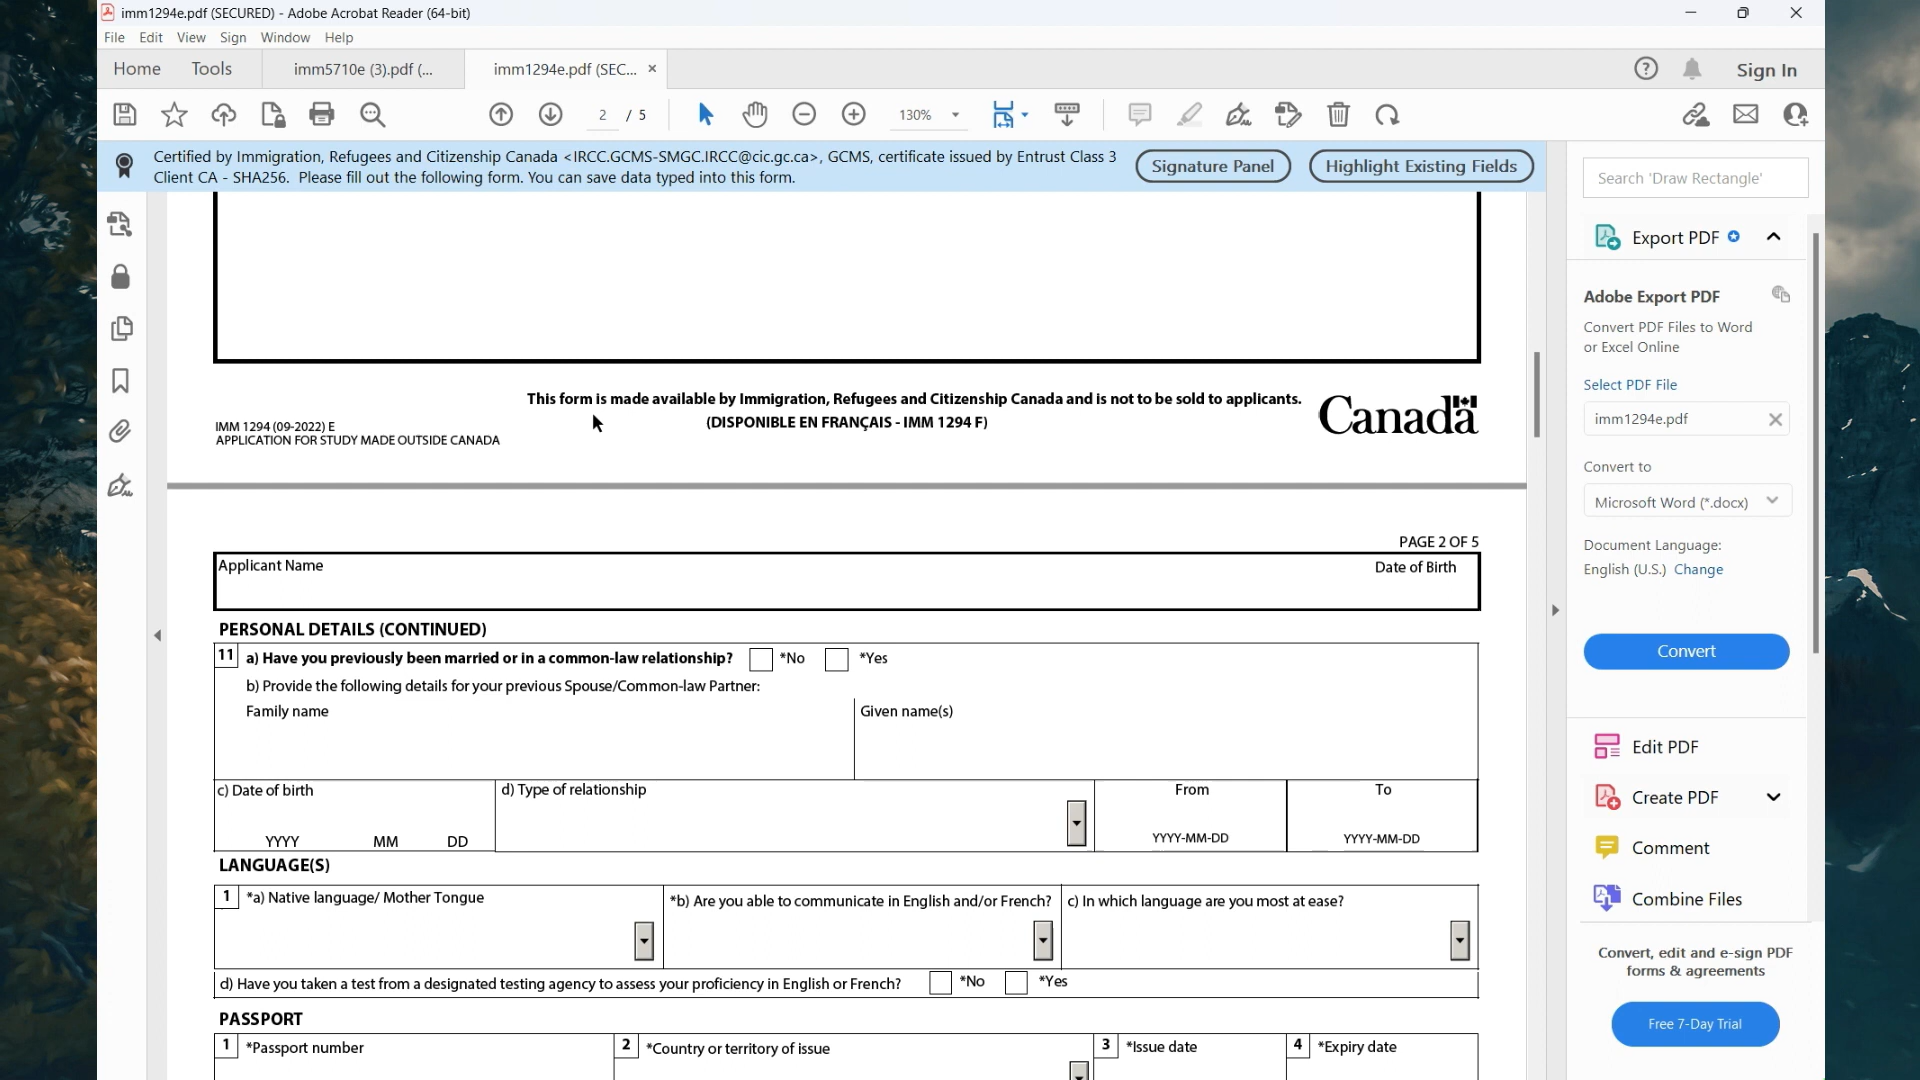 imm1294e.pdf (SECURED) - Adobe Acrobat Reader (64-bit)
File Edit View Sign Window Help
Home Tools imm5710e (3).pdf (... imm1294e.pdf (SEC... Sign In
2 / 5 130%
Certified by Immigration, Refugees and Citizenship Canada <IRCC.GCMS-SMGC.IRCC@cic.gc.ca>, GCMS, certificate issued by Entrust Class 3
Client CA - SHA256. Please fill out the following form. You can save data typed into this form.
Signature Panel
Highlight Existing Fields
This form is made available by Immigration, Refugees and Citizenship Canada and is not to be sold to applicants.
(DISPONIBLE EN FRANÇAIS - IMM 1294 F)
Canada
IMM 1294 (09-2022) E
APPLICATION FOR STUDY MADE OUTSIDE CANADA
PAGE 2 OF 5
Applicant Name Date of Birth
PERSONAL DETAILS (CONTINUED)
11 a) Have you previously been married or in a common-law relationship? *No *Yes
b) Provide the following details for your previous Spouse/Common-law Partner:
Family name Given name(s)
c) Date of birth d) Type of relationship From To
YYYY MM DD YYYY-MM-DD YYYY-MM-DD
LANGUAGE(S)
1 *a) Native language/ Mother Tongue *b) Are you able to communicate in English and/or French? c) In which language are you most at ease?
d) Have you taken a test from a designated testing agency to assess your proficiency in English or French? *No *Yes
PASSPORT
1 *Passport number 2 *Country or territory of issue 3 *Issue date 4 *Expiry date
Search 'Draw Rectangle'
Export PDF
Adobe Export PDF
Convert PDF Files to Word
or Excel Online
Select PDF File
imm1294e.pdf
Convert to
Microsoft Word (*.docx)
Document Language:
English (U.S.) Change
Convert
Edit PDF
Create PDF
Comment
Combine Files
Convert, edit and e-sign PDF
forms & agreements
Free 7-Day Trial